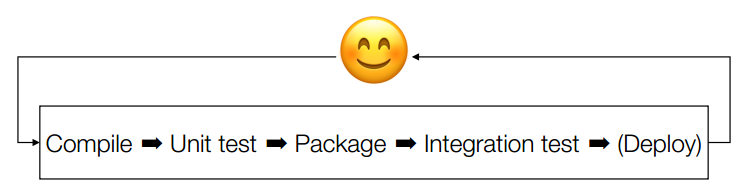 Compile ➡ Unit test ➡ Package ➡ Integration test ➡ (Deploy)